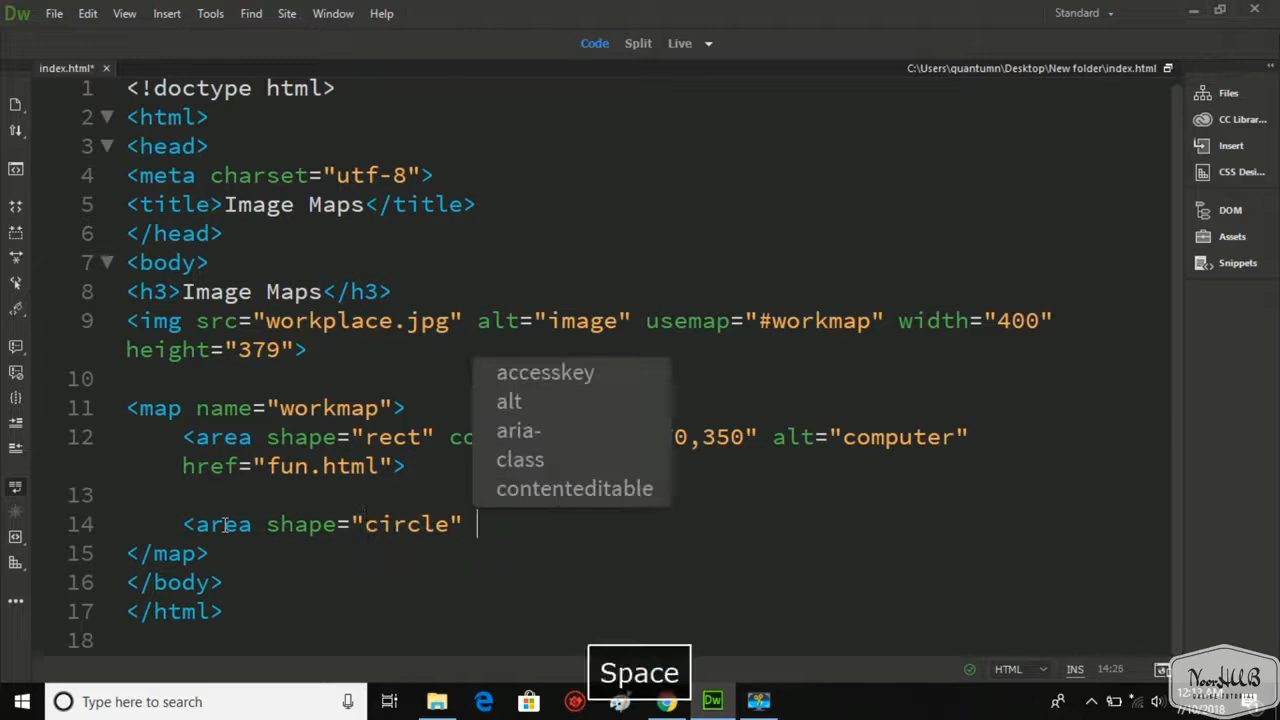 Dw File Edit View Insert Tools Find Site Window Help Standard
Code Split Live
index.html* × C:\Users\quantumn\Desktop\New folder\index.html
1 <!doctype html>
2 <html>
3 <head>
4 <meta charset="utf-8">
5 <title>Image Maps</title>
6 </head>
7 <body>
8 <h3>Image Maps</h3>
9 <img src="workplace.jpg" alt="image" usemap="#workmap" width="400"
height="379">
10
11 <map name="workmap">
12 <area shape="rect" co 0,350" alt="computer"
href="fun.html">
13
14 <area shape="circle"
15 </map>
16 </body>
17 </html>
18
accesskey
alt
aria-
class
contenteditable
Files
CC Librar...
Insert
CSS Desi...
DOM
Assets
Snippets
Space
HTML INS 14:26
Type here to search
Dw
7/10/2018